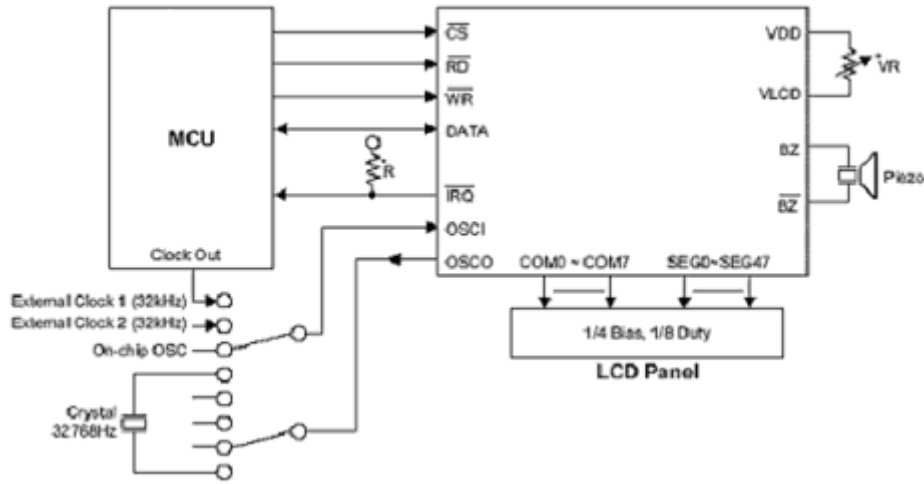 MCU
Clock Out
CS
RD
WR
DATA
IRQ
OSCI
OSCO
R
VDD
VLCD
VR
BZ
BZ
Piezo
COM0 ~ COM7
SEG0~SEG47
1/4 Bias, 1/8 Duty
LCD Panel
External Clock 1 (32kHz)
External Clock 2 (32kHz)
On-chip OSC
Crystal
32768Hz